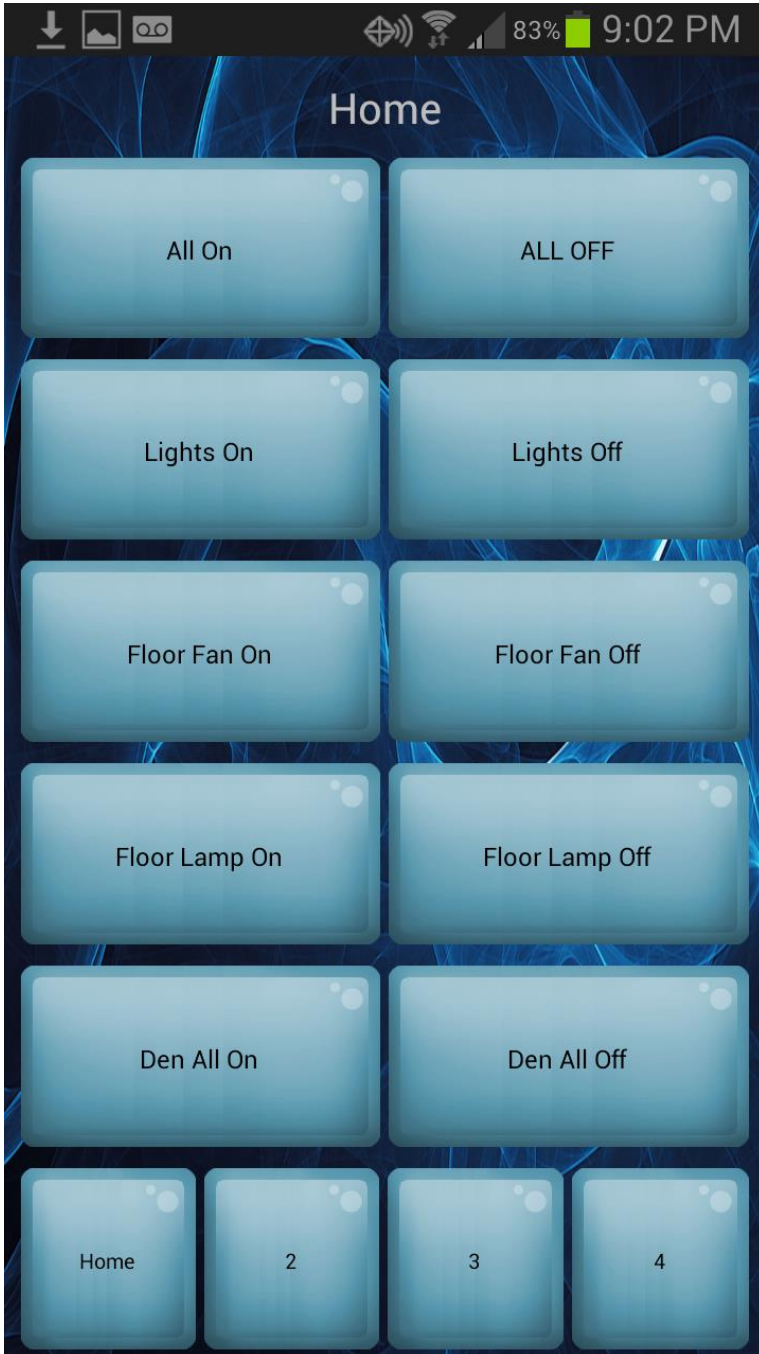 83% 9:02 PM
Home
All On ALL OFF
Lights On Lights Off
Floor Fan On Floor Fan Off
Floor Lamp On Floor Lamp Off
Den All On Den All Off
Home 2 3 4